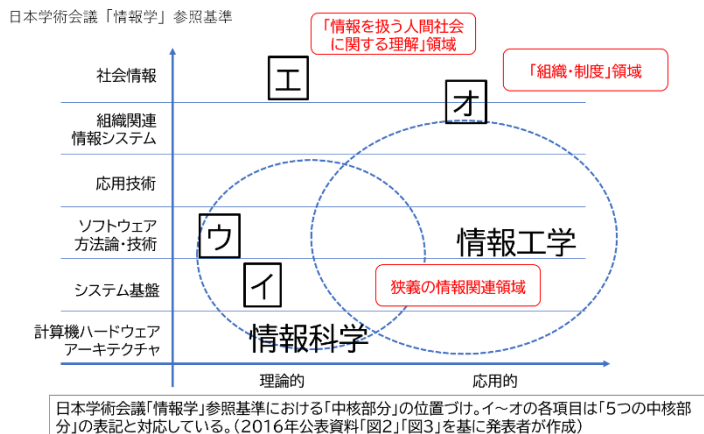 日本学術会議「情報学」参照基準
「情報を扱う人間社会
に関する理解」領域
「組織・制度」領域
社会情報
エ
オ
組織関連
情報システム
応用技術
ソフトウェア
方法論・技術
ウ
情報工学
システム基盤
イ
狭義の情報関連領域
計算機ハードウェア
アーキテクチャ
情報科学
理論的
応用的
日本学術会議「情報学」参照基準における「中核部分」の位置づけ。イ～オの各項目は「5つの中核部
分」の表記と対応している。（2016年公表資料「図2」「図3」を基に発表者が作成）